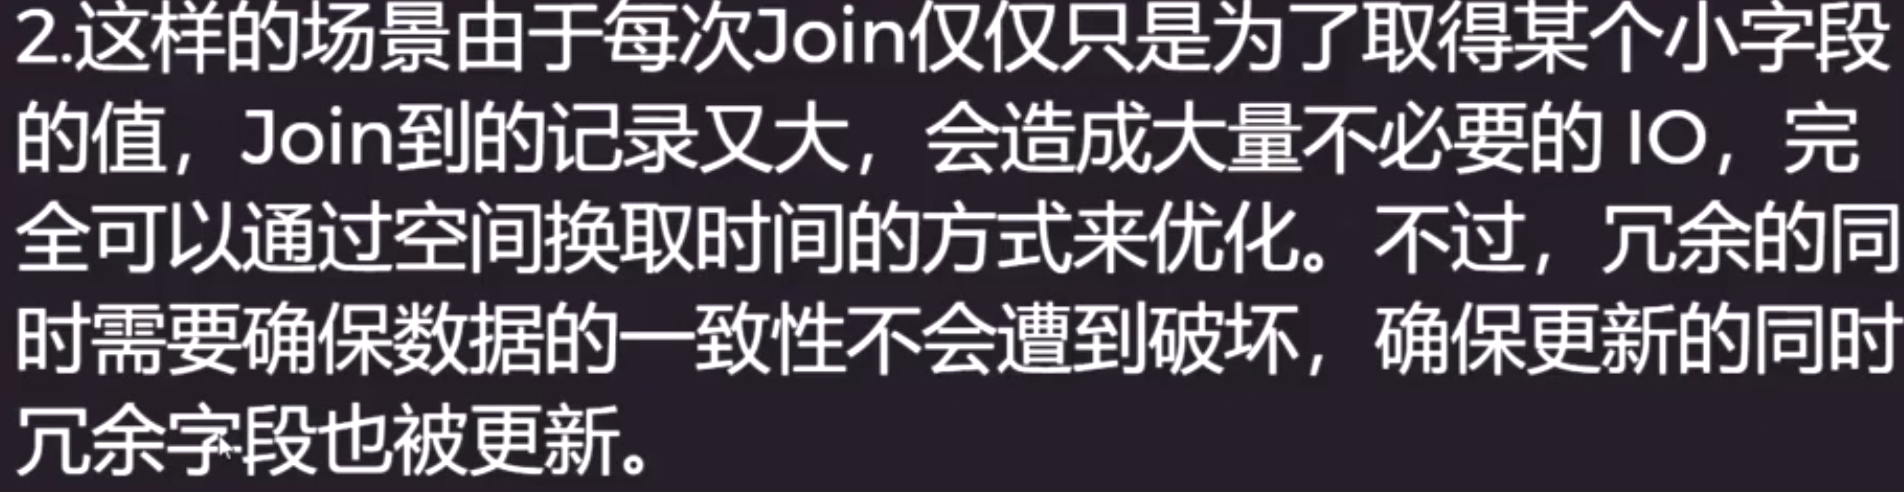 2.这样的场景由于每次Join仅仅只是为了取得某个小字段
的值，Join到的记录又大，会造成大量不必要的 IO，完
全可以通过空间换取时间的方式来优化。不过，冗余的同
时需要确保数据的一致性不会遭到破坏，确保更新的同时
冗余字段也被更新。